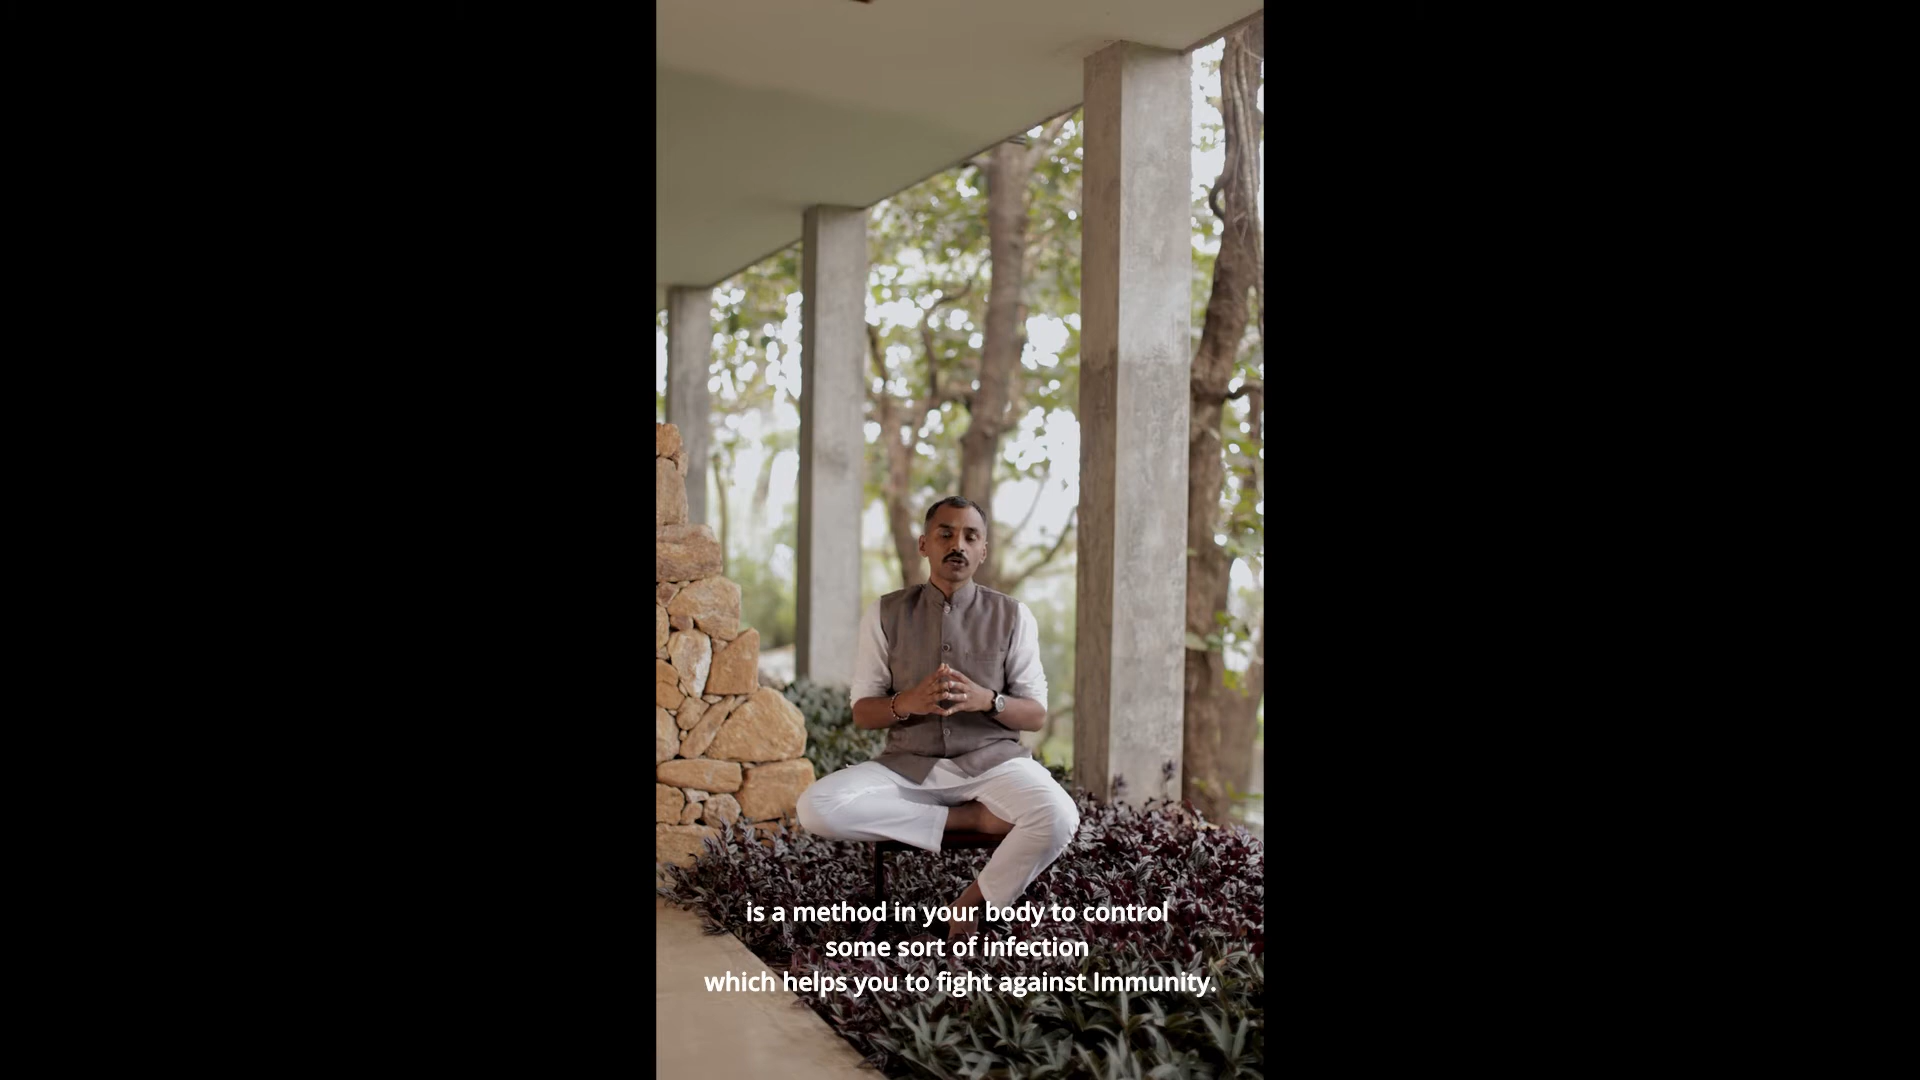 is a method in your body to control
some sort of infection
which helps you to fight against Immunity.